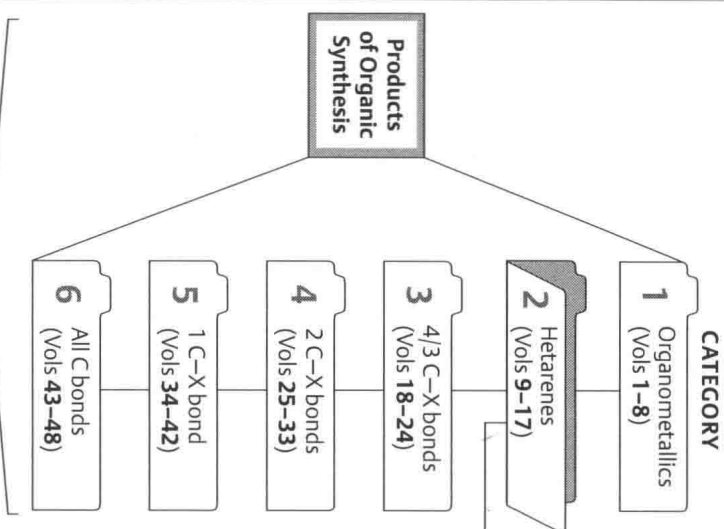 CATEGORY
Products
of Organic
Synthesis
1 Organometallics
(Vols 1–8)
2 Hetarenes
(Vols 9–17)
3 4/3 C–X bonds
(Vols 18–24)
4 2 C–X bonds
(Vols 25–33)
5 1 C–X bond
(Vols 34–42)
6 All C bonds
(Vols 43–48)